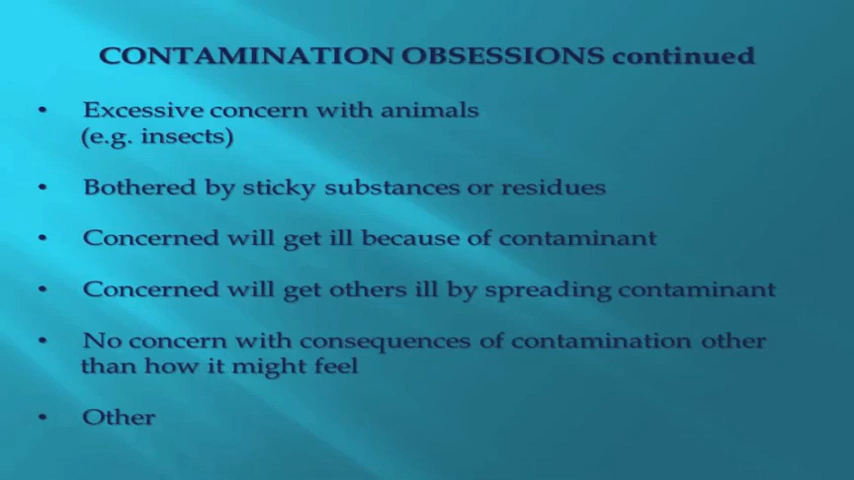 CONTAMINATION OBSESSIONS continued
• Excessive concern with animals
(e.g. insects)
• Bothered by sticky substances or residues
• Concerned will get ill because of contaminant
• Concerned will get others ill by spreading contaminant
• No concern with consequences of contamination other
than how it might feel
• Other